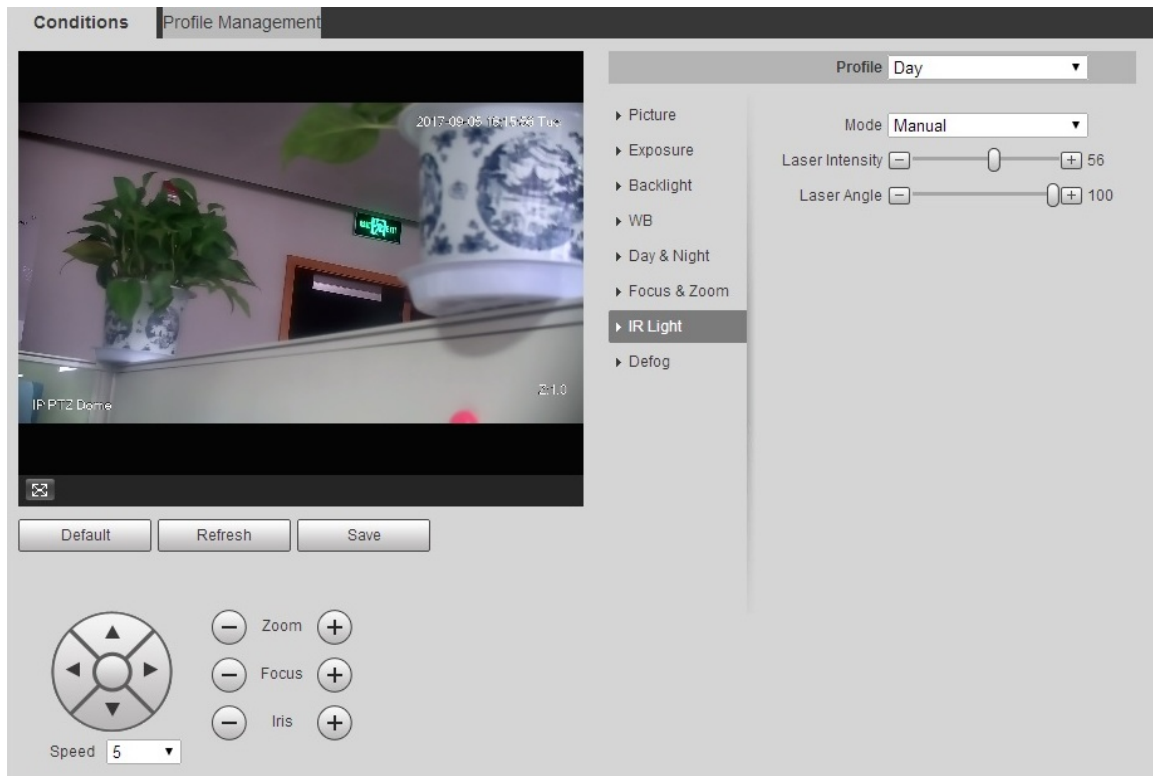 Conditions
Profile Management
Profile Day
Picture
Exposure
Backlight
WB
Day & Night
Focus & Zoom
IR Light
Defog
Mode Manual
Laser Intensity 56
Laser Angle 100
IP PTZ Dome
Z:1.0
Default Refresh Save
Zoom
Focus
Iris
Speed 5